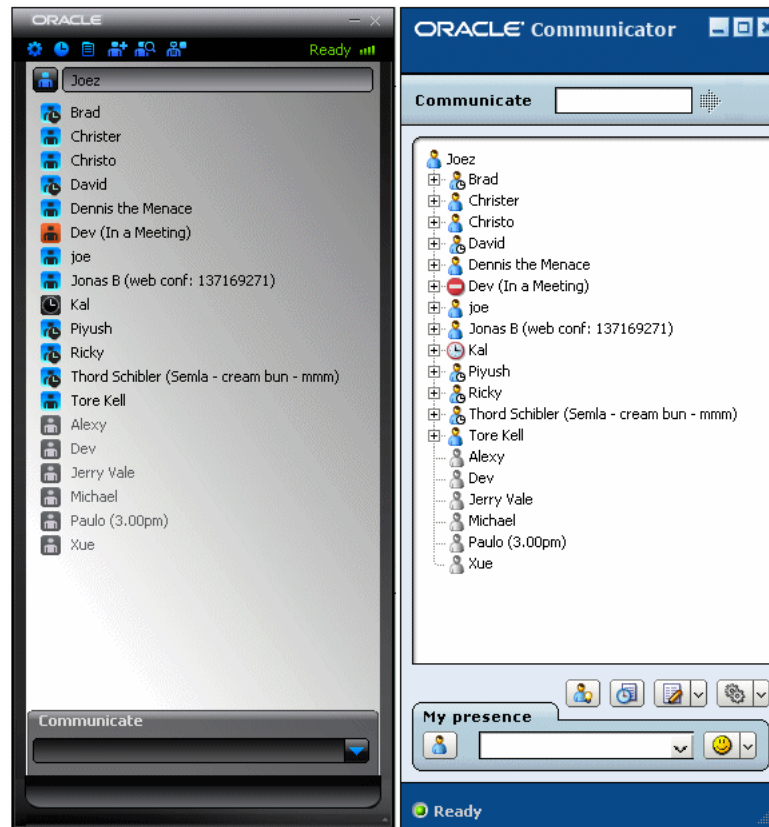 ORACLE
Ready
Joez
Brad
Christer
Christo
David
Dennis the Menace
Dev (In a Meeting)
joe
Jonas B (web conf: 137169271)
Kal
Piyush
Ricky
Thord Schibler (Semla - cream bun - mmm)
Tore Kell
Alexy
Dev
Jerry Vale
Michael
Paulo (3.00pm)
Xue
Communicate
ORACLE Communicator
Communicate
Joez
Brad
Christer
Christo
David
Dennis the Menace
Dev (In a Meeting)
joe
Jonas B (web conf: 137169271)
Kal
Piyush
Ricky
Thord Schibler (Semla - cream bun - mmm)
Tore Kell
Alexy
Dev
Jerry Vale
Michael
Paulo (3.00pm)
Xue
My presence
Ready